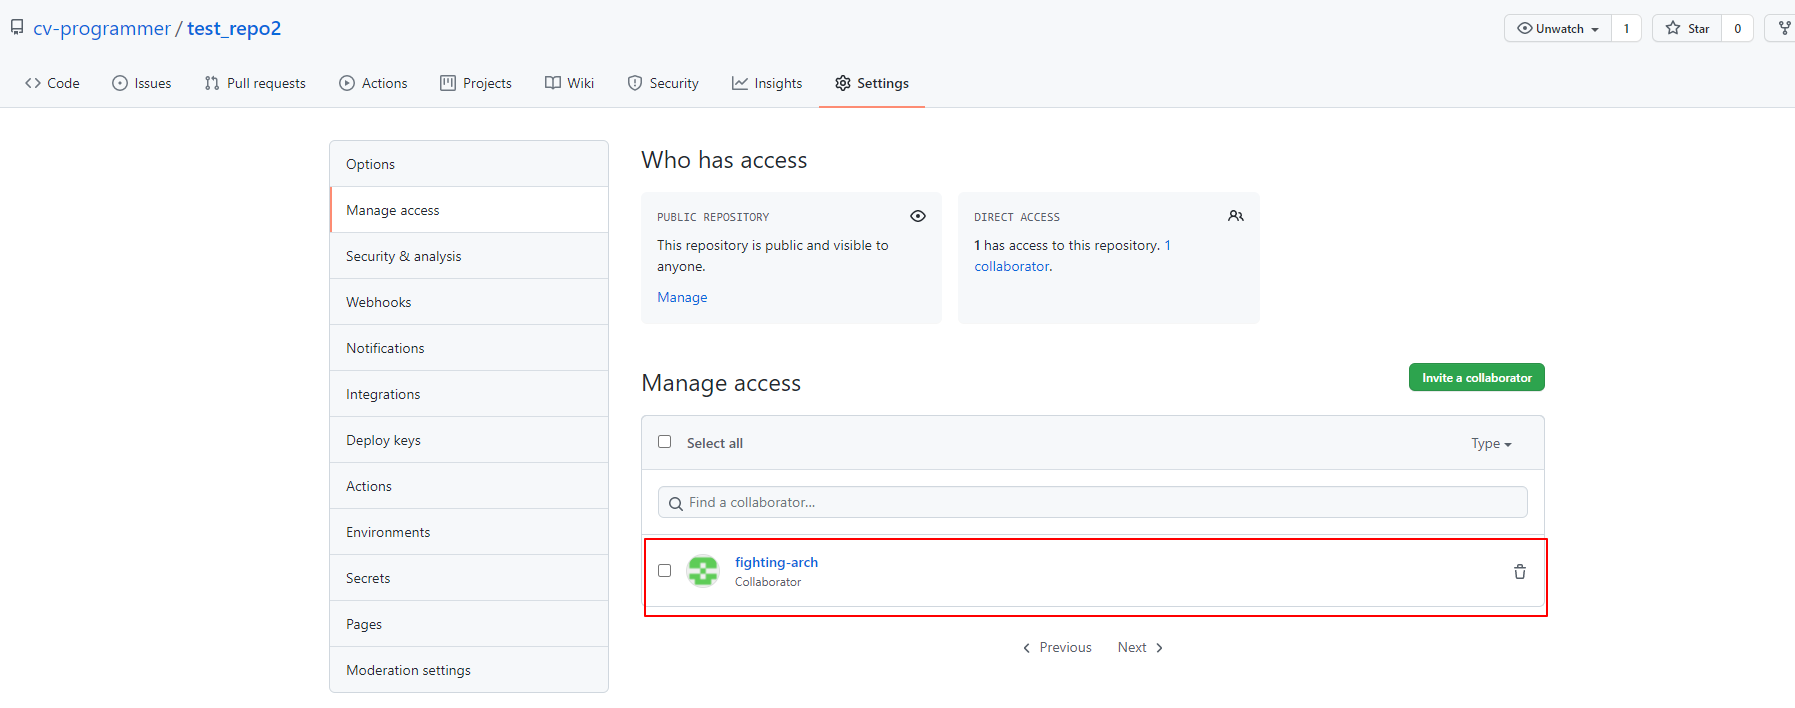 cv-programmer / test_repo2
Unwatch 1 Star 0
Code Issues Pull requests Actions Projects Wiki Security Insights Settings
Options
Manage access
Security & analysis
Webhooks
Notifications
Integrations
Deploy keys
Actions
Environments
Secrets
Pages
Moderation settings
Who has access
PUBLIC REPOSITORY
This repository is public and visible to
anyone.
Manage
DIRECT ACCESS
1 has access to this repository. 1
collaborator.
Manage access
Invite a collaborator
Select all
Type
Find a collaborator...
fighting-arch
Collaborator
Previous Next